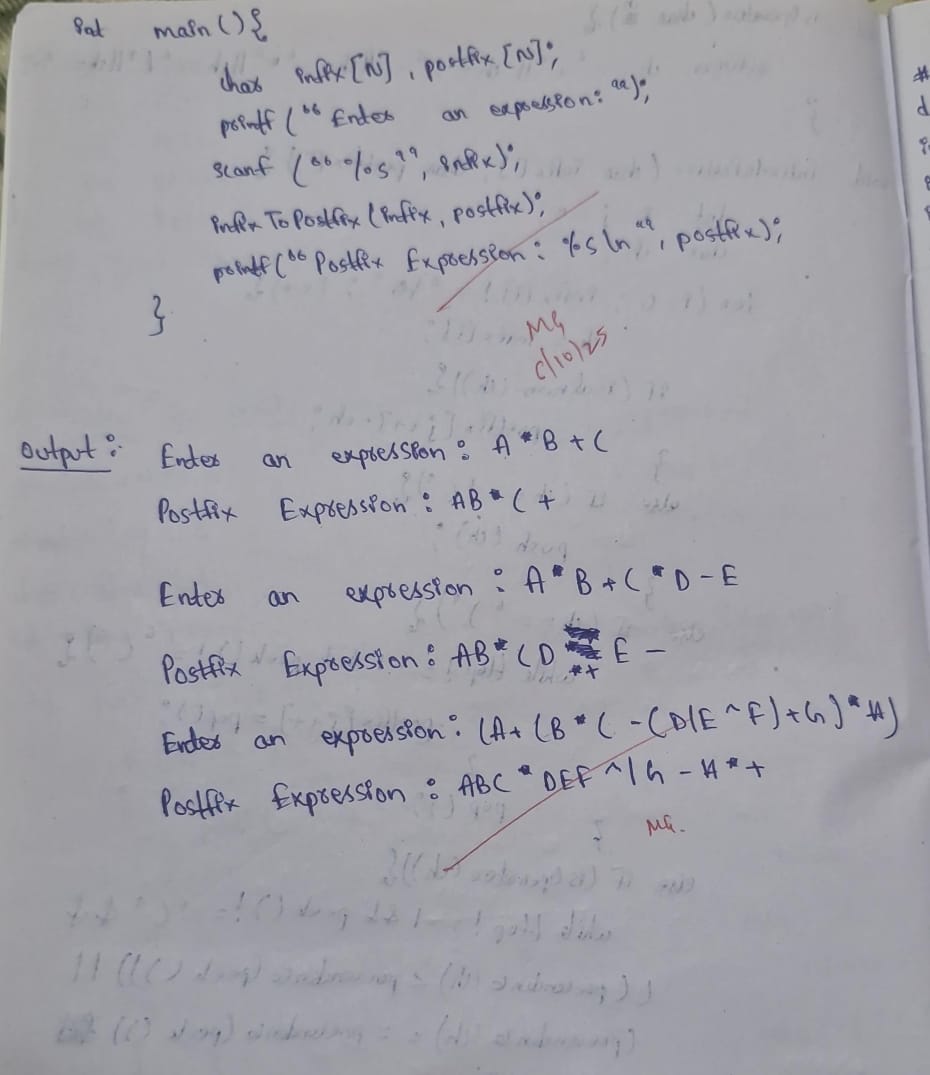 int main(){
char infix[N], postfix[N];
printf("Enter an expression: ");
scanf("%s", infix);
infixToPostfix(infix, postfix);
printf("Postfix Expression: %s\n", postfix);
}
MG
Output:
Enter an expression: A*B+C
Postfix Expression: AB*C+
Enter an expression: A*B+C*D-E
Postfix Expression: AB*CD*+E-
Enter an expression: (A+(B*C-(D/E^F)+G)*H)
Postfix Expression: ABC*DEF^/G-H*+
MG.